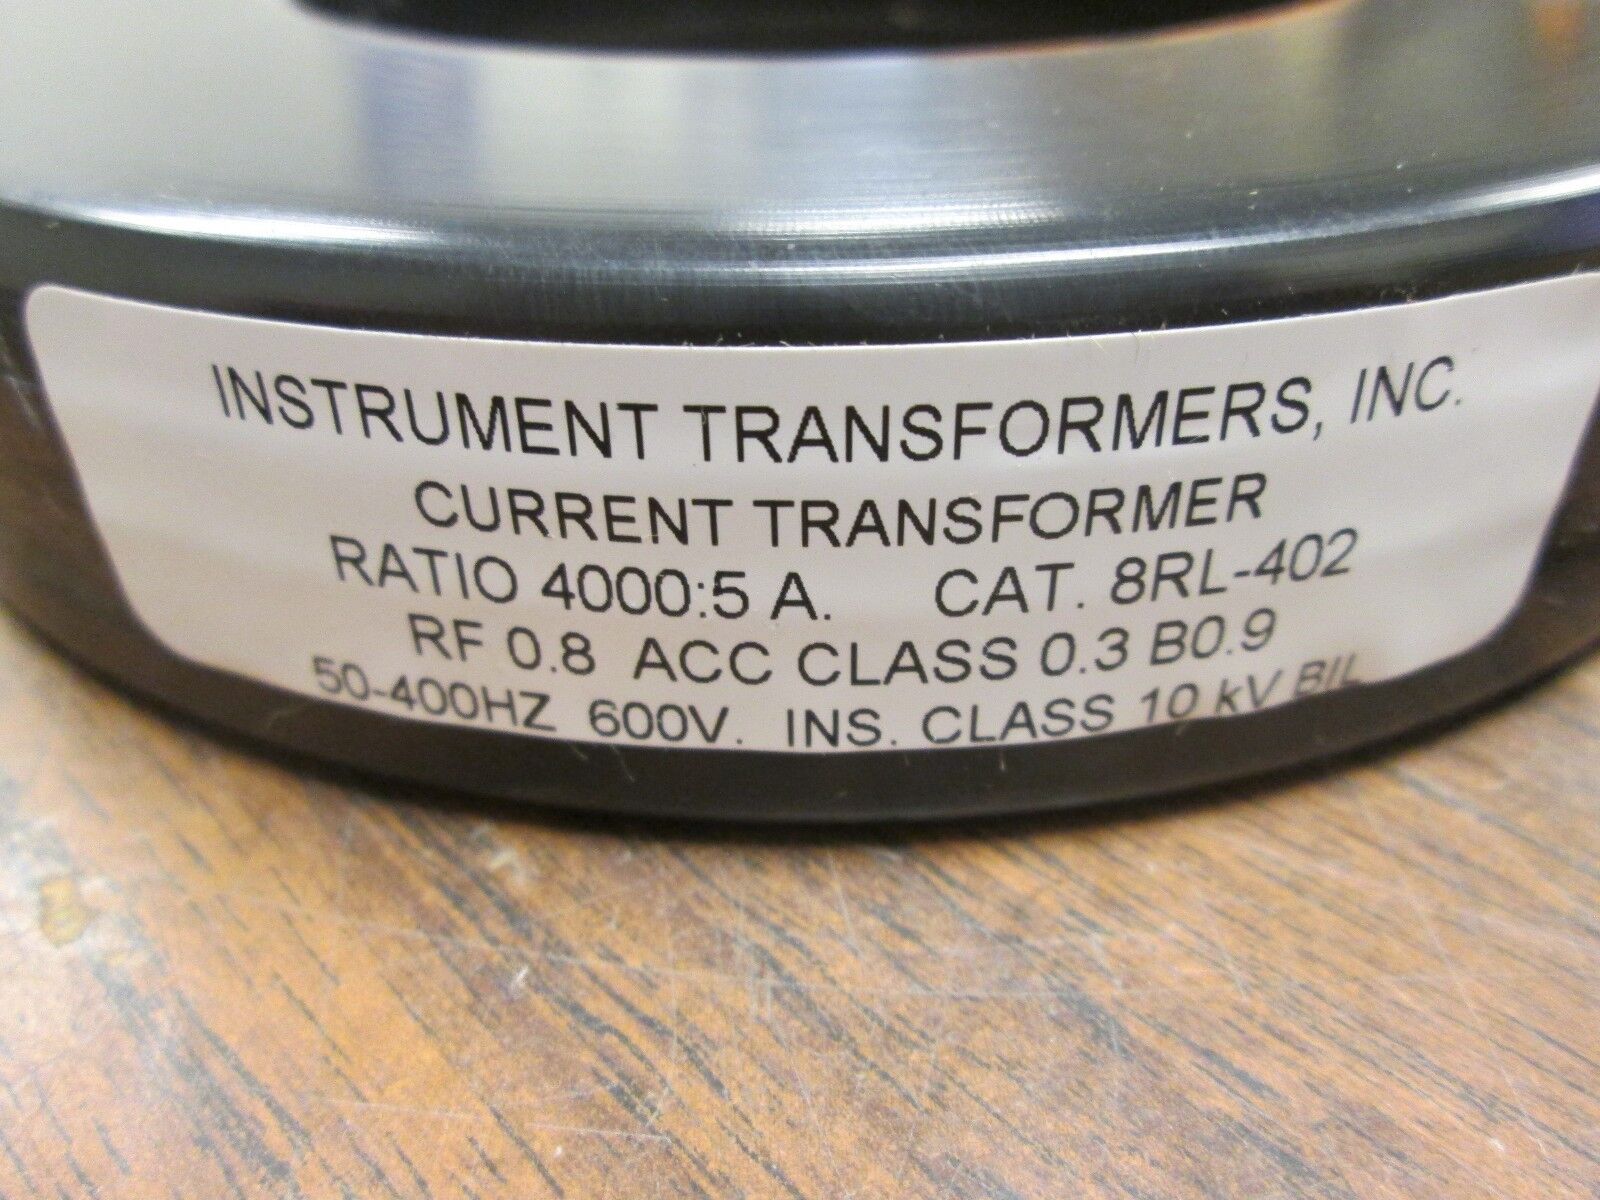 INSTRUMENT TRANSFORMERS, INC.
CURRENT TRANSFORMER
RATIO 4000:5 A. CAT. 8RL-402
RF 0.8 ACC CLASS 0.3 B0.9
50-400HZ 600V. INS. CLASS 10 kV BIL